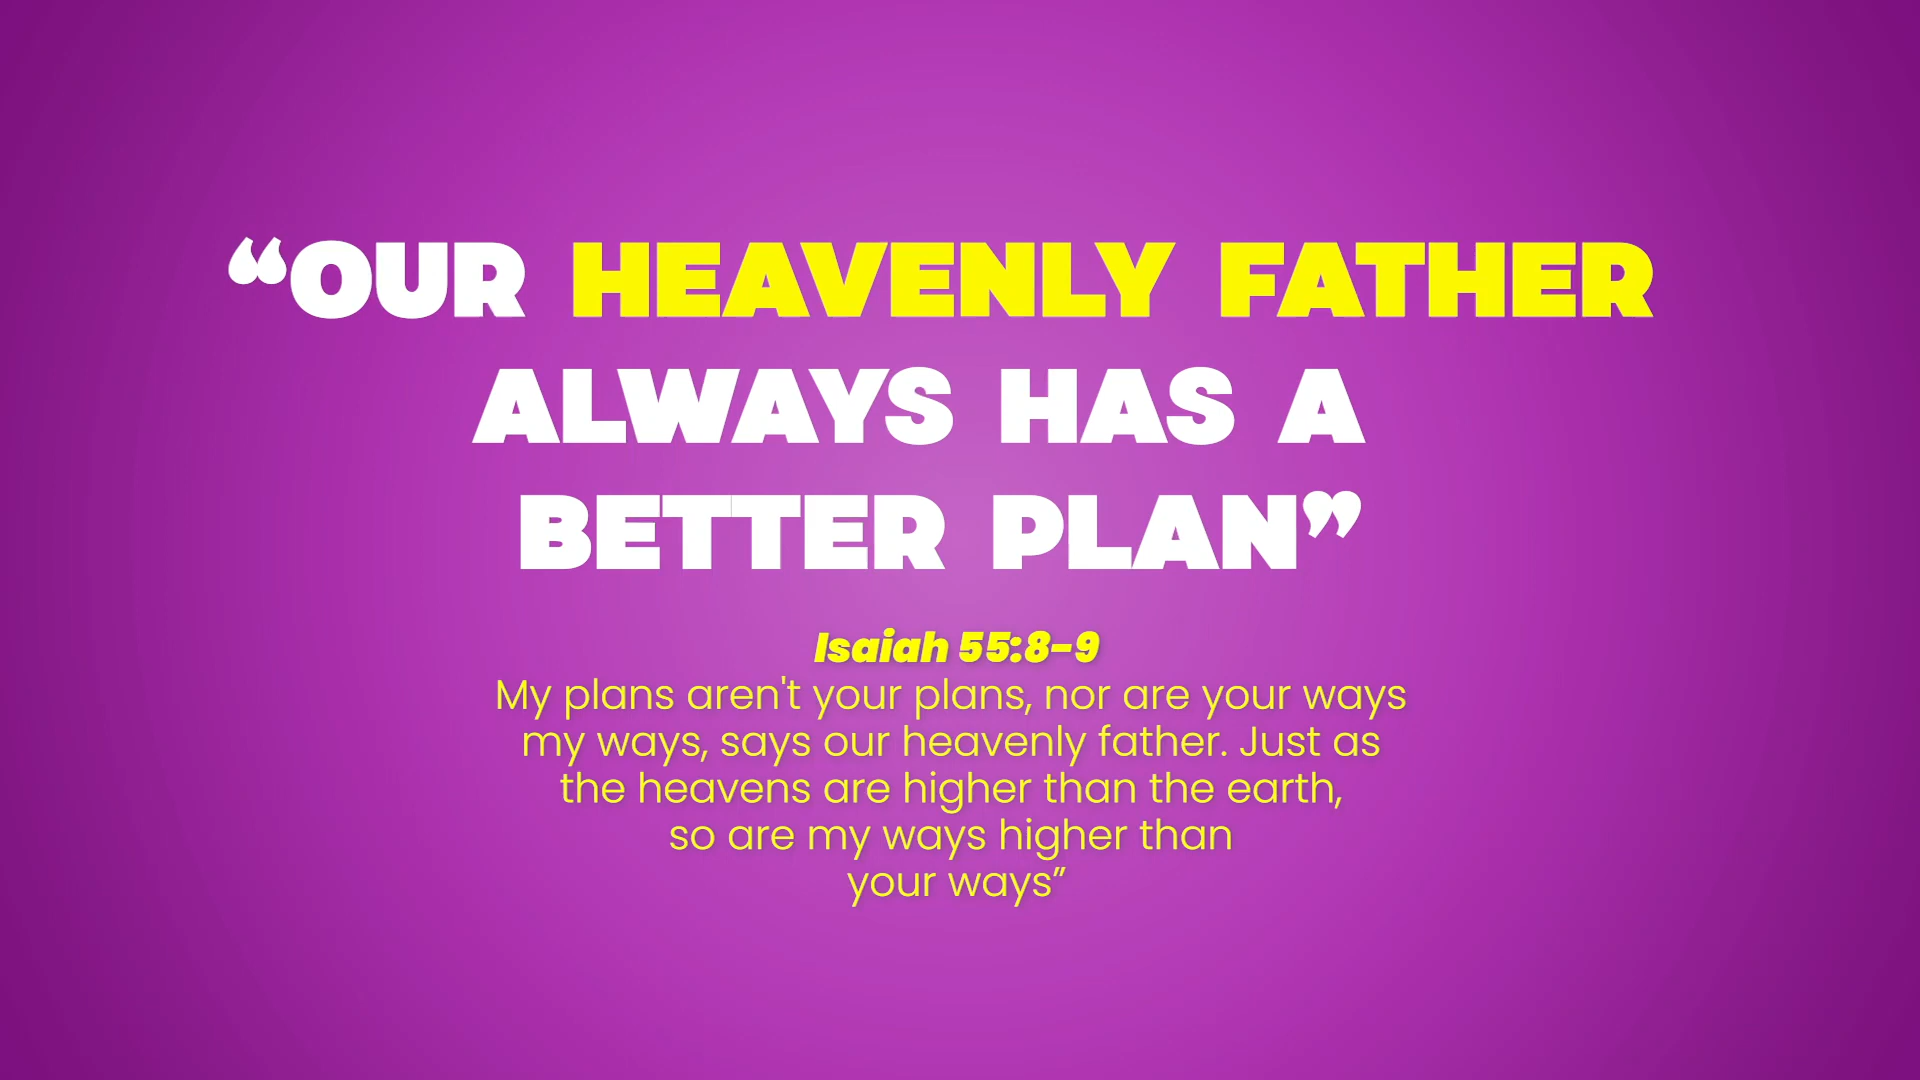 “OUR HEAVENLY FATHER
ALWAYS HAS A
BETTER PLAN”
Isaiah 55:8-9
My plans aren't your plans, nor are your ways
my ways, says our heavenly father. Just as
the heavens are higher than the earth,
so are my ways higher than
your ways”